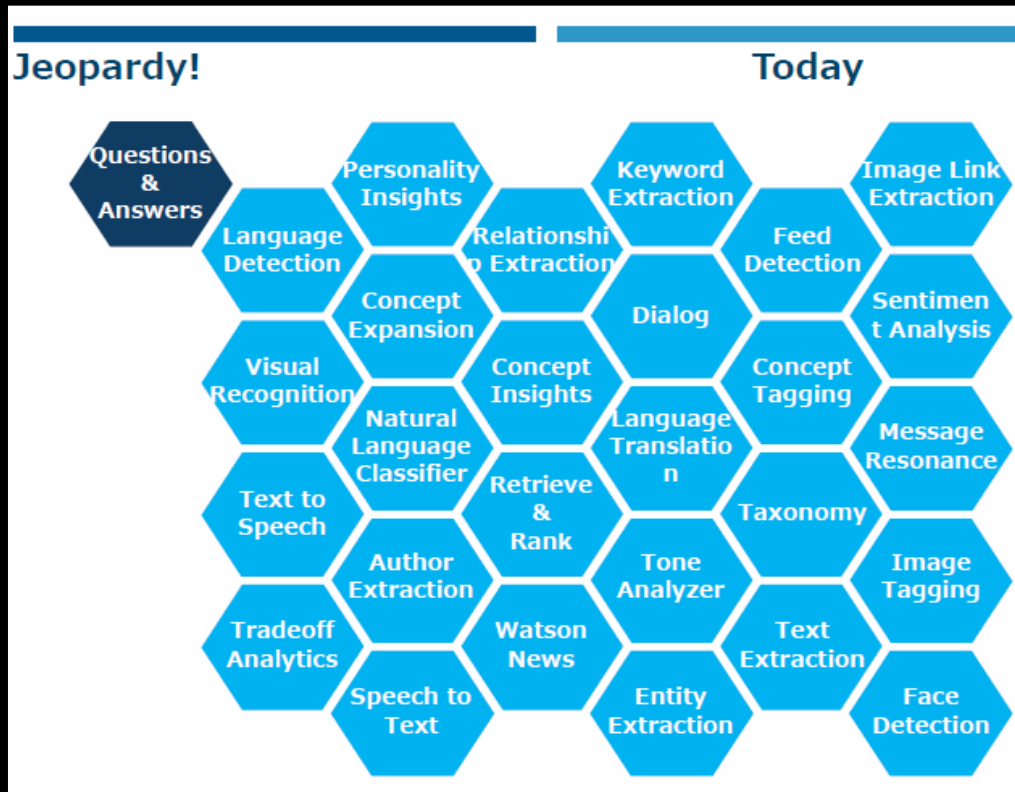 Jeopardy!
Today
Questions
&
Answers
Personality
Insights
Keyword
Extraction
Image Link
Extraction
Language
Detection
Relationshi
p Extraction
Feed
Detection
Concept
Expansion
Dialog
Sentimen
t Analysis
Visual
Recognition
Concept
Insights
Concept
Tagging
Natural
Language
Classifier
Language
Translatio
n
Message
Resonance
Text to
Speech
Retrieve
&
Rank
Taxonomy
Author
Extraction
Tone
Analyzer
Image
Tagging
Tradeoff
Analytics
Watson
News
Text
Extraction
Speech to
Text
Entity
Extraction
Face
Detection